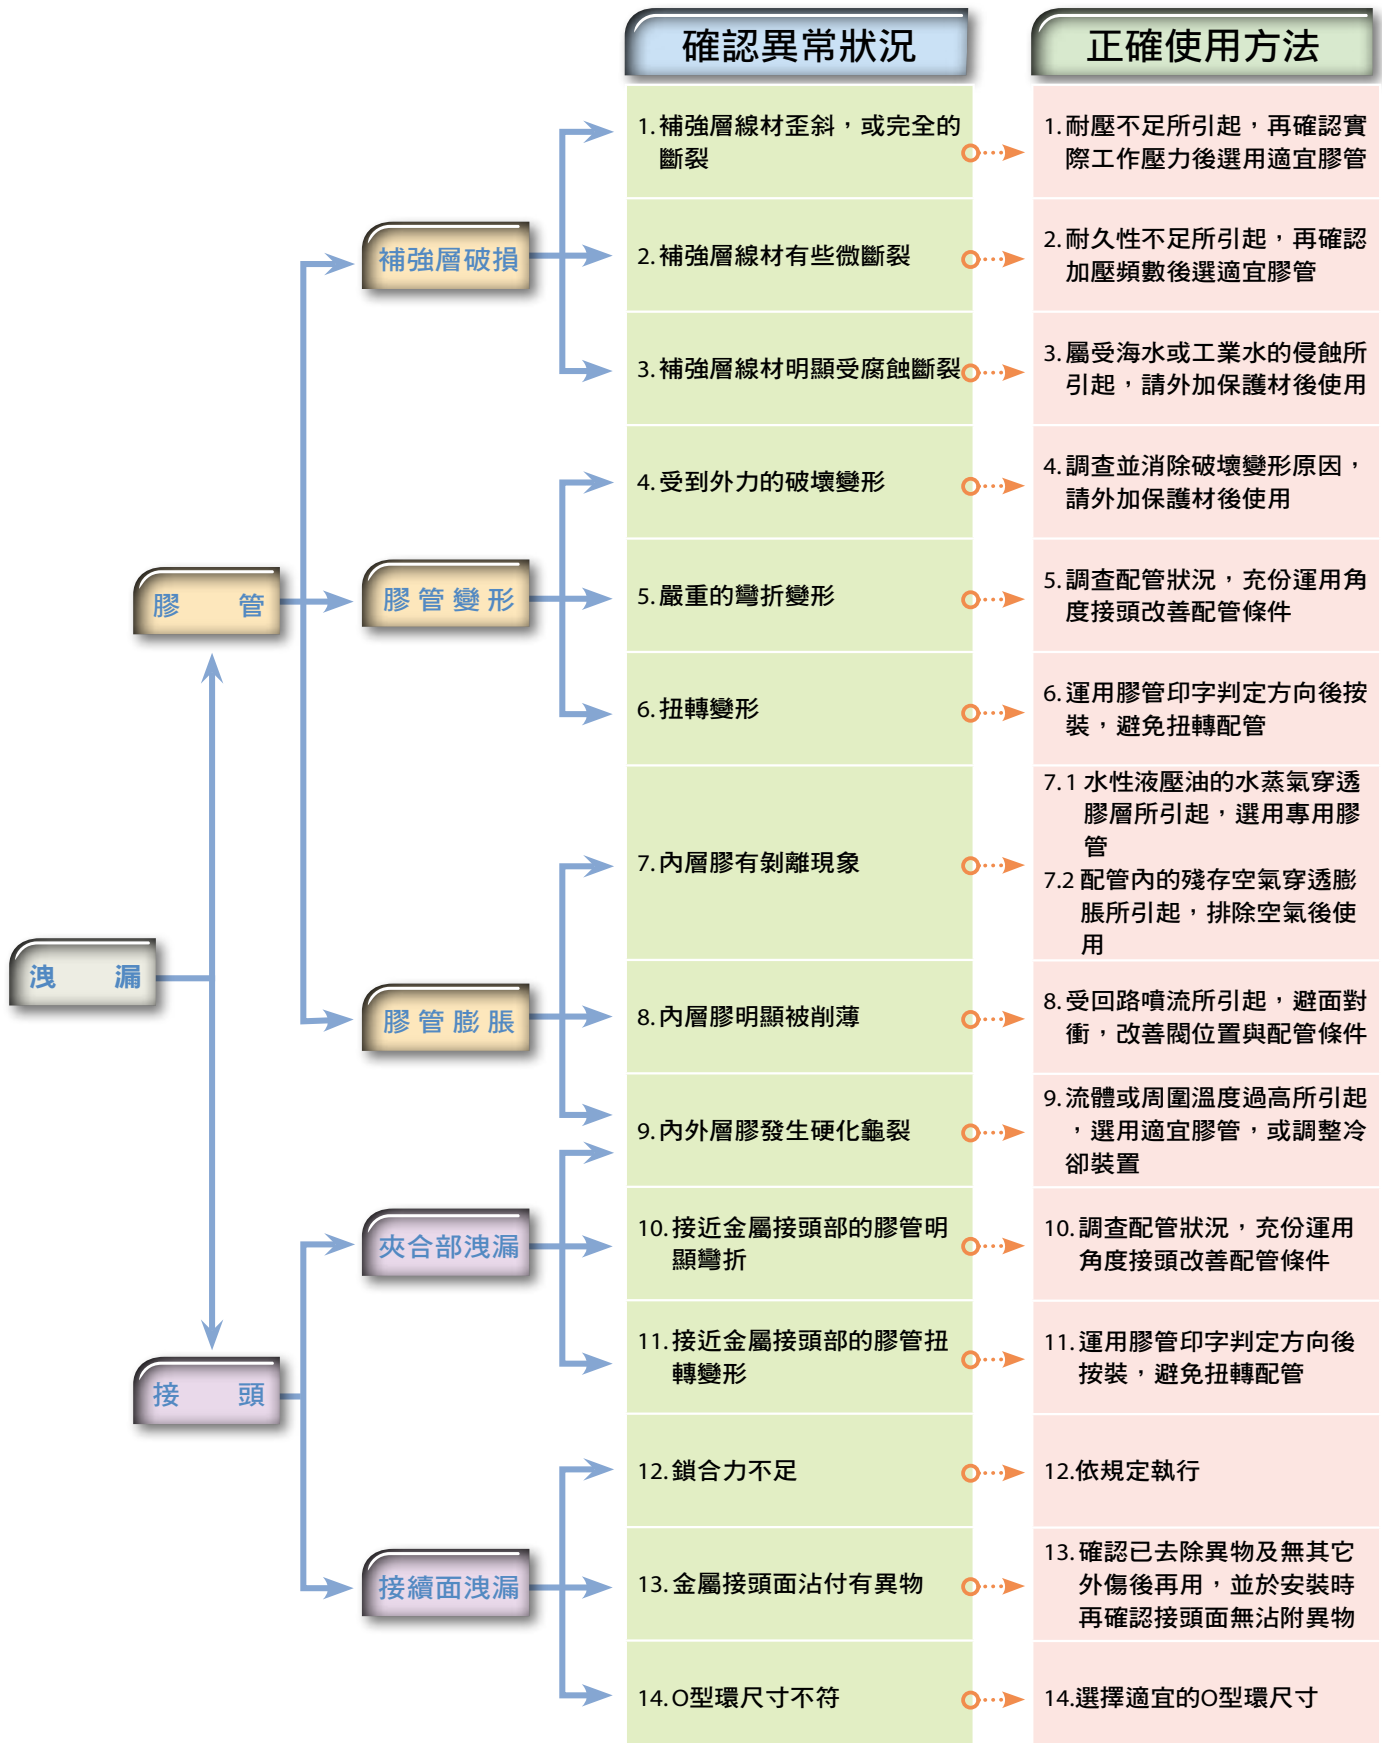 確認異常狀況
正確使用方法
1.補強層線材歪斜，或完全的
斷裂
1.耐壓不足所引起，再確認實
際工作壓力後選用適宜膠管
補強層破損
2.補強層線材有些微斷裂
2.耐久性不足所引起，再確認
加壓頻數後選適宜膠管
3.補強層線材明顯受腐蝕斷裂
3.屬受海水或工業水的侵蝕所
引起，請外加保護材後使用
4.受到外力的破壞變形
4.調查並消除破壞變形原因，
請外加保護材後使用
膠 管
膠管變形
5.嚴重的彎折變形
5.調查配管狀況，充份運用角
度接頭改善配管條件
6.扭轉變形
6.運用膠管印字判定方向後按
裝，避免扭轉配管
7.內層膠有剝離現象
7.1 水性液壓油的水蒸氣穿透
膠層所引起，選用專用膠
管
7.2 配管內的殘存空氣穿透膨
脹所引起，排除空氣後使
用
洩 漏
膠管膨脹
8.內層膠明顯被削薄
8.受回路噴流所引起，避面對
衝，改善閥位置與配管條件
9.內外層膠發生硬化龜裂
9.流體或周圍溫度過高所引起
，選用適宜膠管，或調整冷
卻裝置
夾合部洩漏
10.接近金屬接頭部的膠管明
顯彎折
10.調查配管狀況，充份運用
角度接頭改善配管條件
11.接近金屬接頭部的膠管扭
轉變形
11.運用膠管印字判定方向後
按裝，避免扭轉配管
接 頭
12.鎖合力不足
12.依規定執行
接續面洩漏
13.金屬接頭面沾付有異物
13.確認已去除異物及無其它
外傷後再用，並於安裝時
再確認接頭面無沾附異物
14.O型環尺寸不符
14.選擇適宜的O型環尺寸